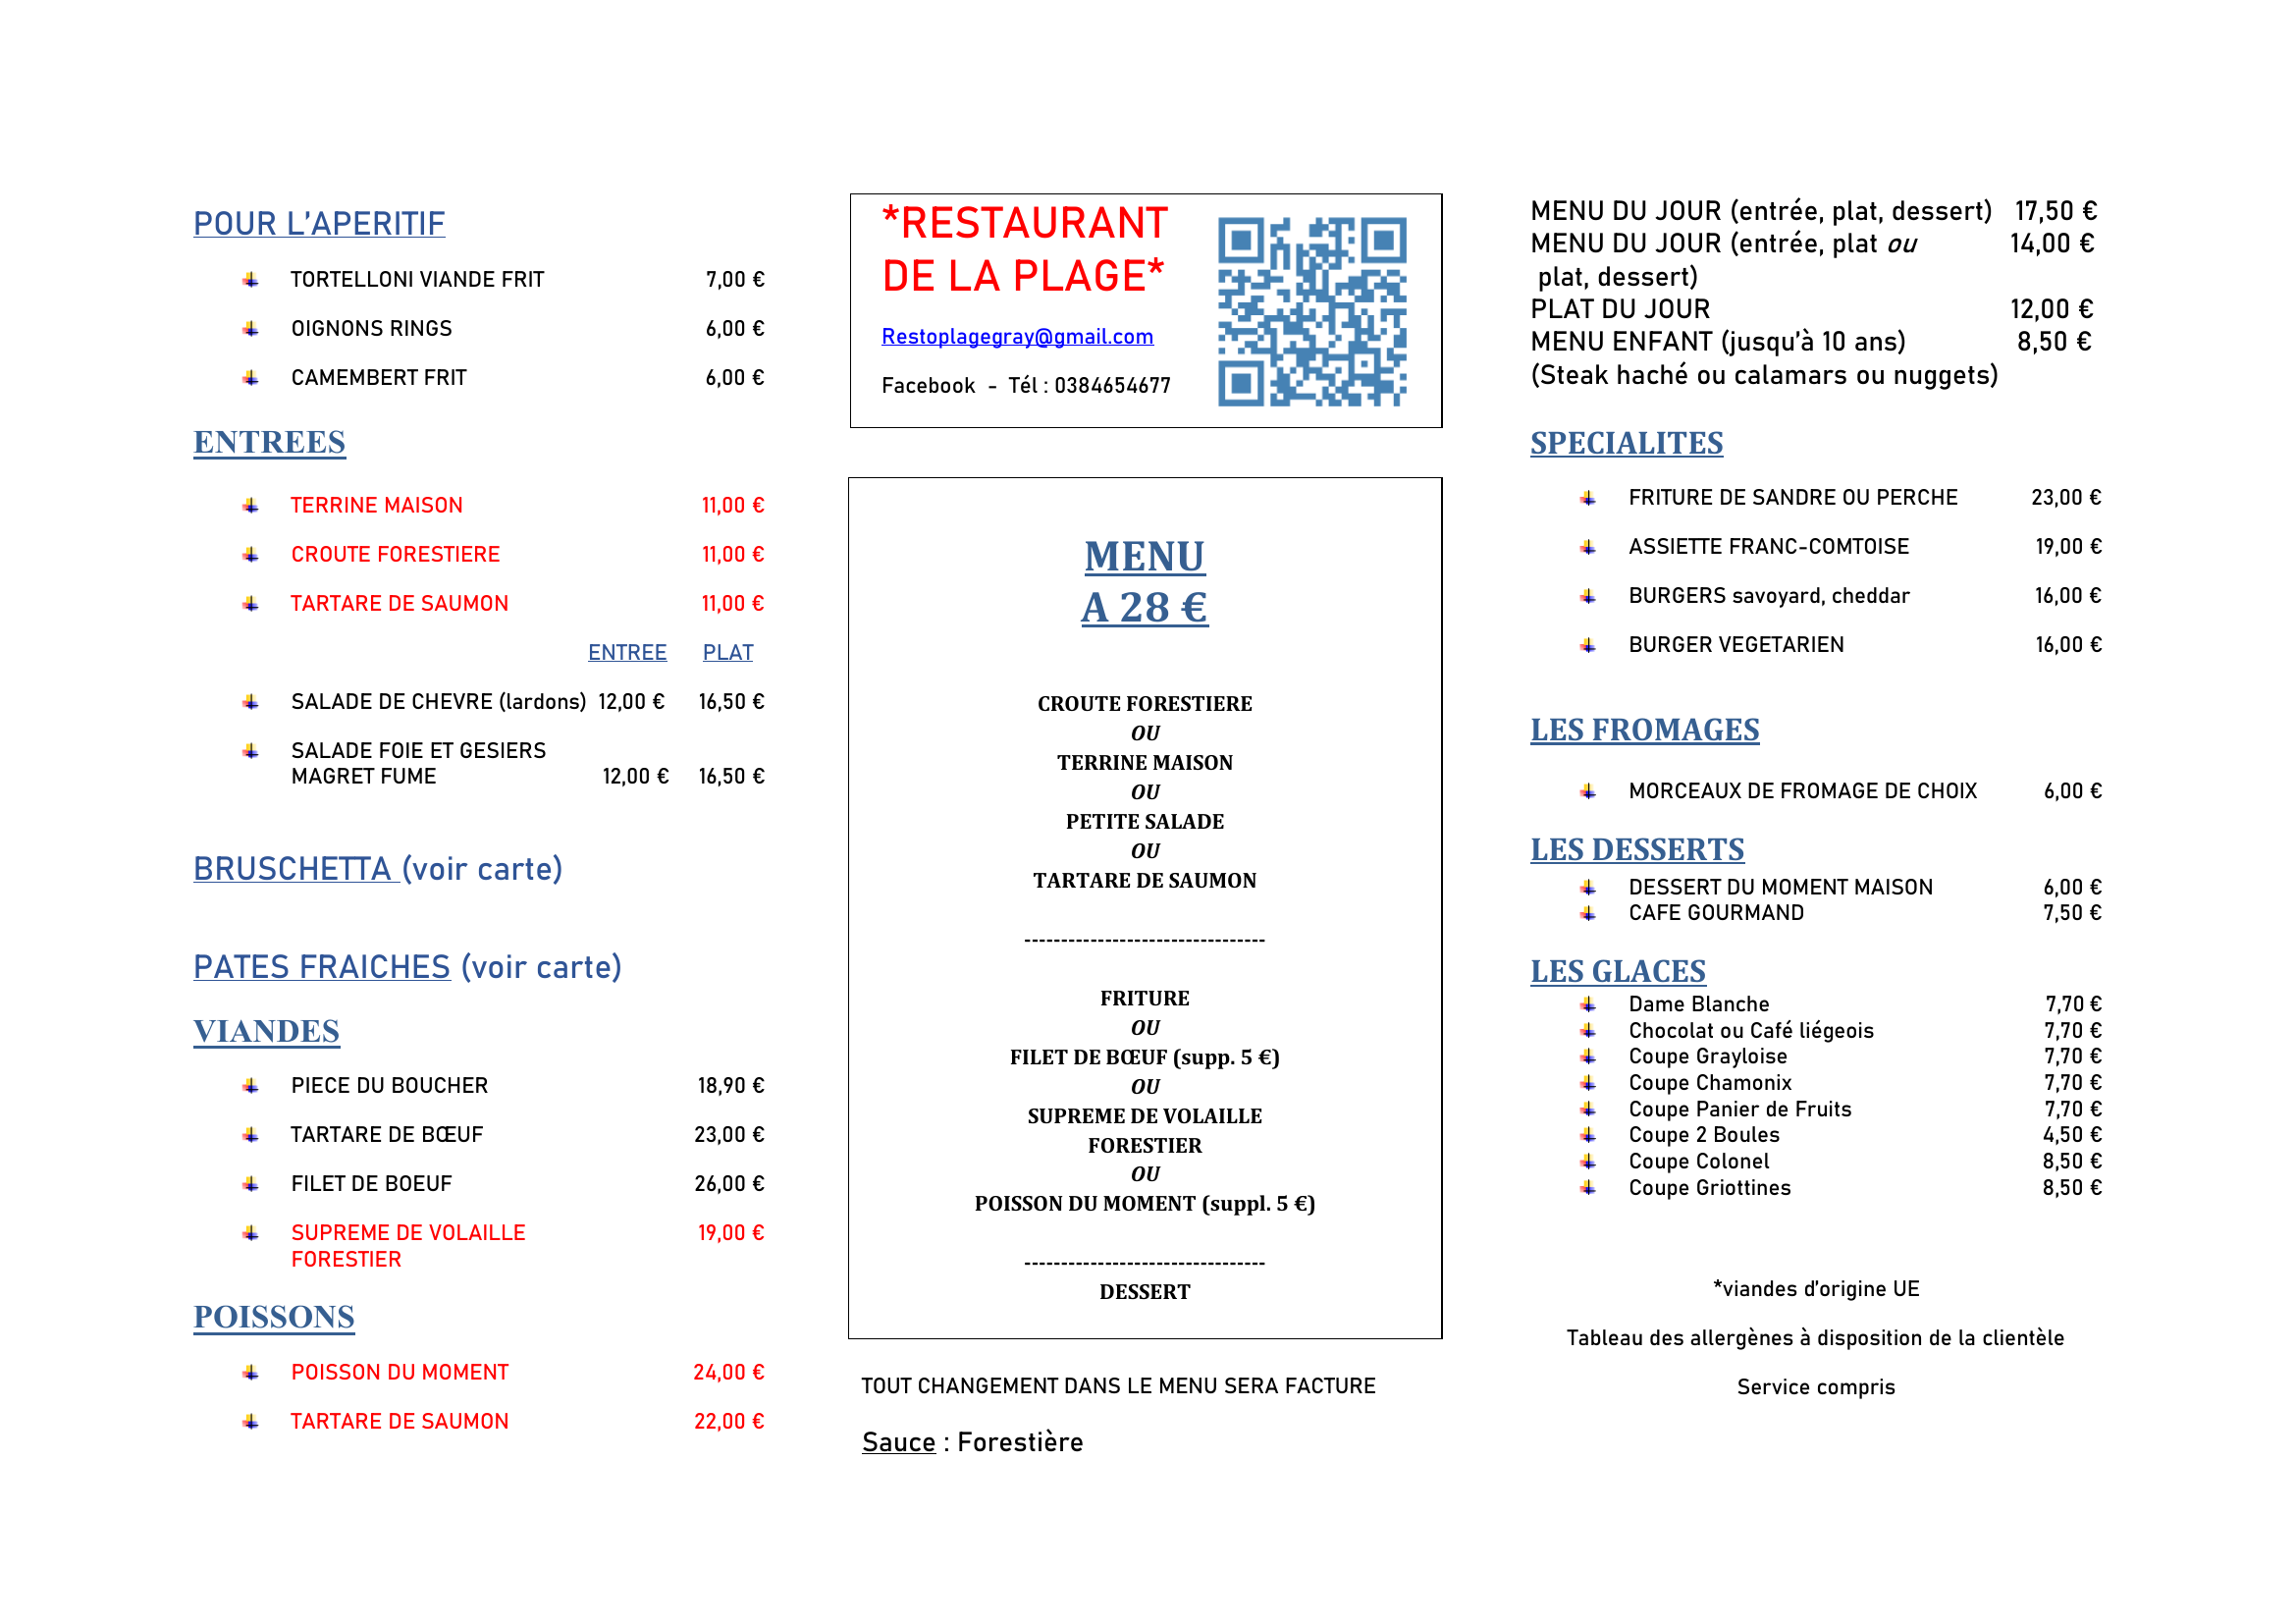 POUR L’APERITIF
TORTELLONI VIANDE FRIT 7,00 €
OIGNONS RINGS 6,00 €
CAMEMBERT FRIT 6,00 €
ENTREES
TERRINE MAISON 11,00 €
CROUTE FORESTIERE 11,00 €
TARTARE DE SAUMON 11,00 €
ENTREE PLAT
SALADE DE CHEVRE (lardons) 12,00 € 16,50 €
SALADE FOIE ET GESIERS
MAGRET FUME 12,00 € 16,50 €
BRUSCHETTA (voir carte)
PATES FRAICHES (voir carte)
VIANDES
PIECE DU BOUCHER 18,90 €
TARTARE DE BŒUF 23,00 €
FILET DE BOEUF 26,00 €
SUPREME DE VOLAILLE 19,00 €
FORESTIER
POISSONS
POISSON DU MOMENT 24,00 €
TARTARE DE SAUMON 22,00 €
*RESTAURANT
DE LA PLAGE*
Restoplagegray@gmail.com
Facebook - Tél : 0384654677
MENU
A 28 €
CROUTE FORESTIERE
OU
TERRINE MAISON
OU
PETITE SALADE
OU
TARTARE DE SAUMON
---------------------------------
FRITURE
OU
FILET DE BŒUF (supp. 5 €)
OU
SUPREME DE VOLAILLE
FORESTIER
OU
POISSON DU MOMENT (suppl. 5 €)
---------------------------------
DESSERT
TOUT CHANGEMENT DANS LE MENU SERA FACTURE
Sauce : Forestière
MENU DU JOUR (entrée, plat, dessert) 17,50 €
MENU DU JOUR (entrée, plat ou 14,00 €
plat, dessert)
PLAT DU JOUR 12,00 €
MENU ENFANT (jusqu’à 10 ans) 8,50 €
(Steak haché ou calamars ou nuggets)
SPECIALITES
FRITURE DE SANDRE OU PERCHE 23,00 €
ASSIETTE FRANC-COMTOISE 19,00 €
BURGERS savoyard, cheddar 16,00 €
BURGER VEGETARIEN 16,00 €
LES FROMAGES
MORCEAUX DE FROMAGE DE CHOIX 6,00 €
LES DESSERTS
DESSERT DU MOMENT MAISON 6,00 €
CAFE GOURMAND 7,50 €
LES GLACES
Dame Blanche 7,70 €
Chocolat ou Café liégeois 7,70 €
Coupe Grayloise 7,70 €
Coupe Chamonix 7,70 €
Coupe Panier de Fruits 7,70 €
Coupe 2 Boules 4,50 €
Coupe Colonel 8,50 €
Coupe Griottines 8,50 €
*viandes d’origine UE
Tableau des allergènes à disposition de la clientèle
Service compris